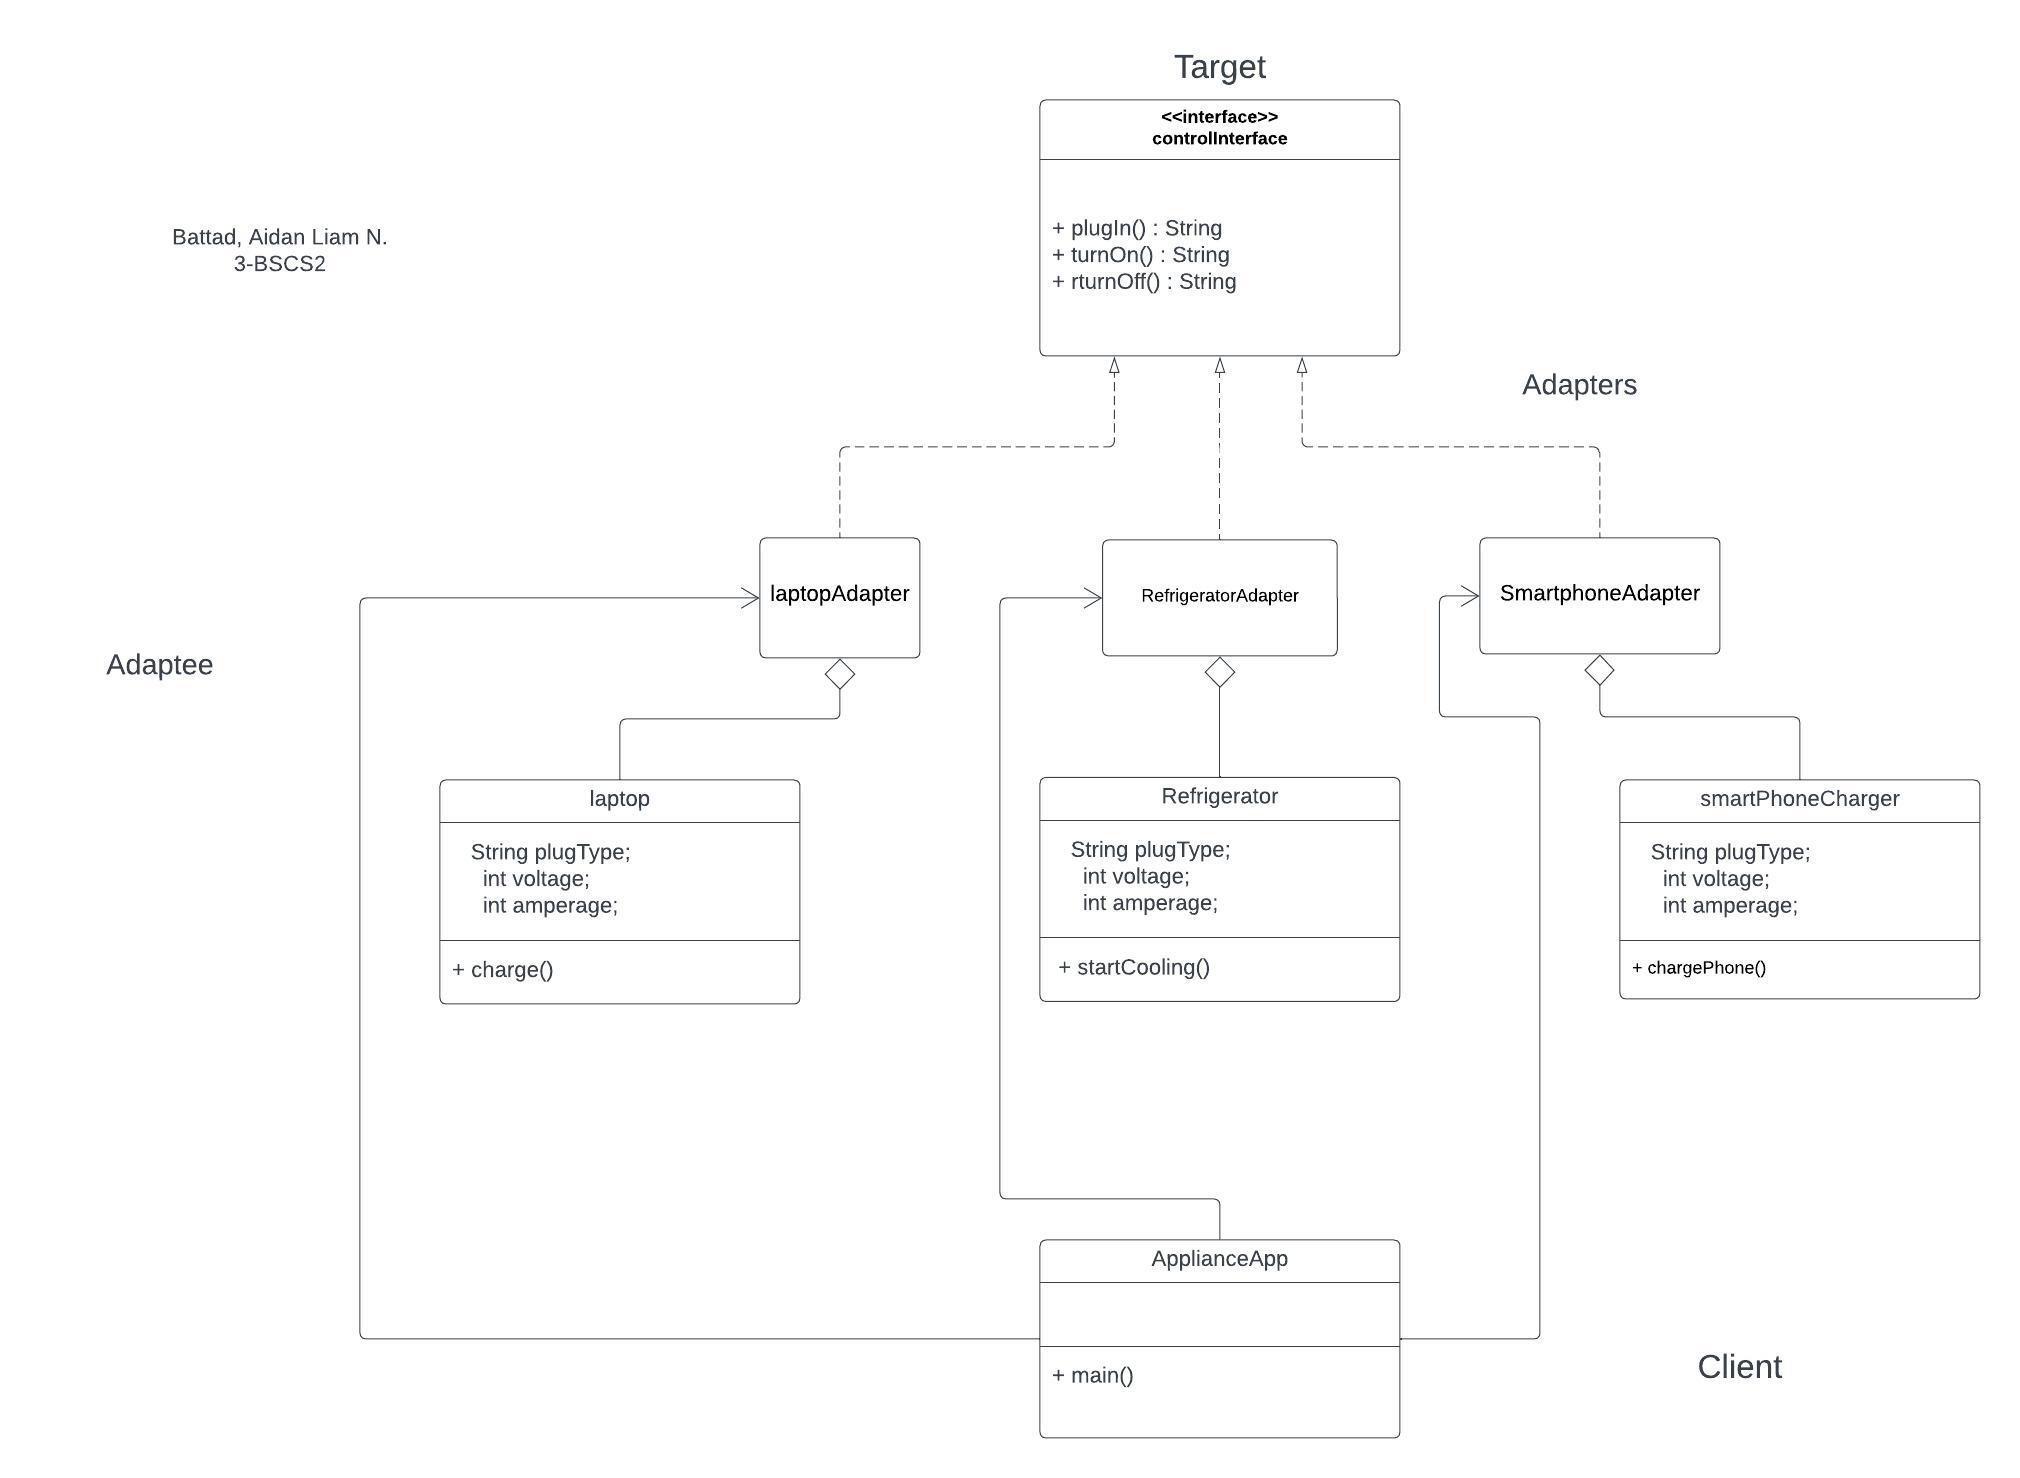 Target
<<interface>>
controlInterface
+ plugIn() : String
+ turnOn() : String
+ rturnOff() : String
Battad, Aidan Liam N.
3-BSCS2
Adapters
laptopAdapter
RefrigeratorAdapter
SmartphoneAdapter
Adaptee
laptop
String plugType;
int voltage;
int amperage;
+ charge()
Refrigerator
String plugType;
int voltage;
int amperage;
+ startCooling()
smartPhoneCharger
String plugType;
int voltage;
int amperage;
+ chargePhone()
ApplianceApp
+ main()
Client